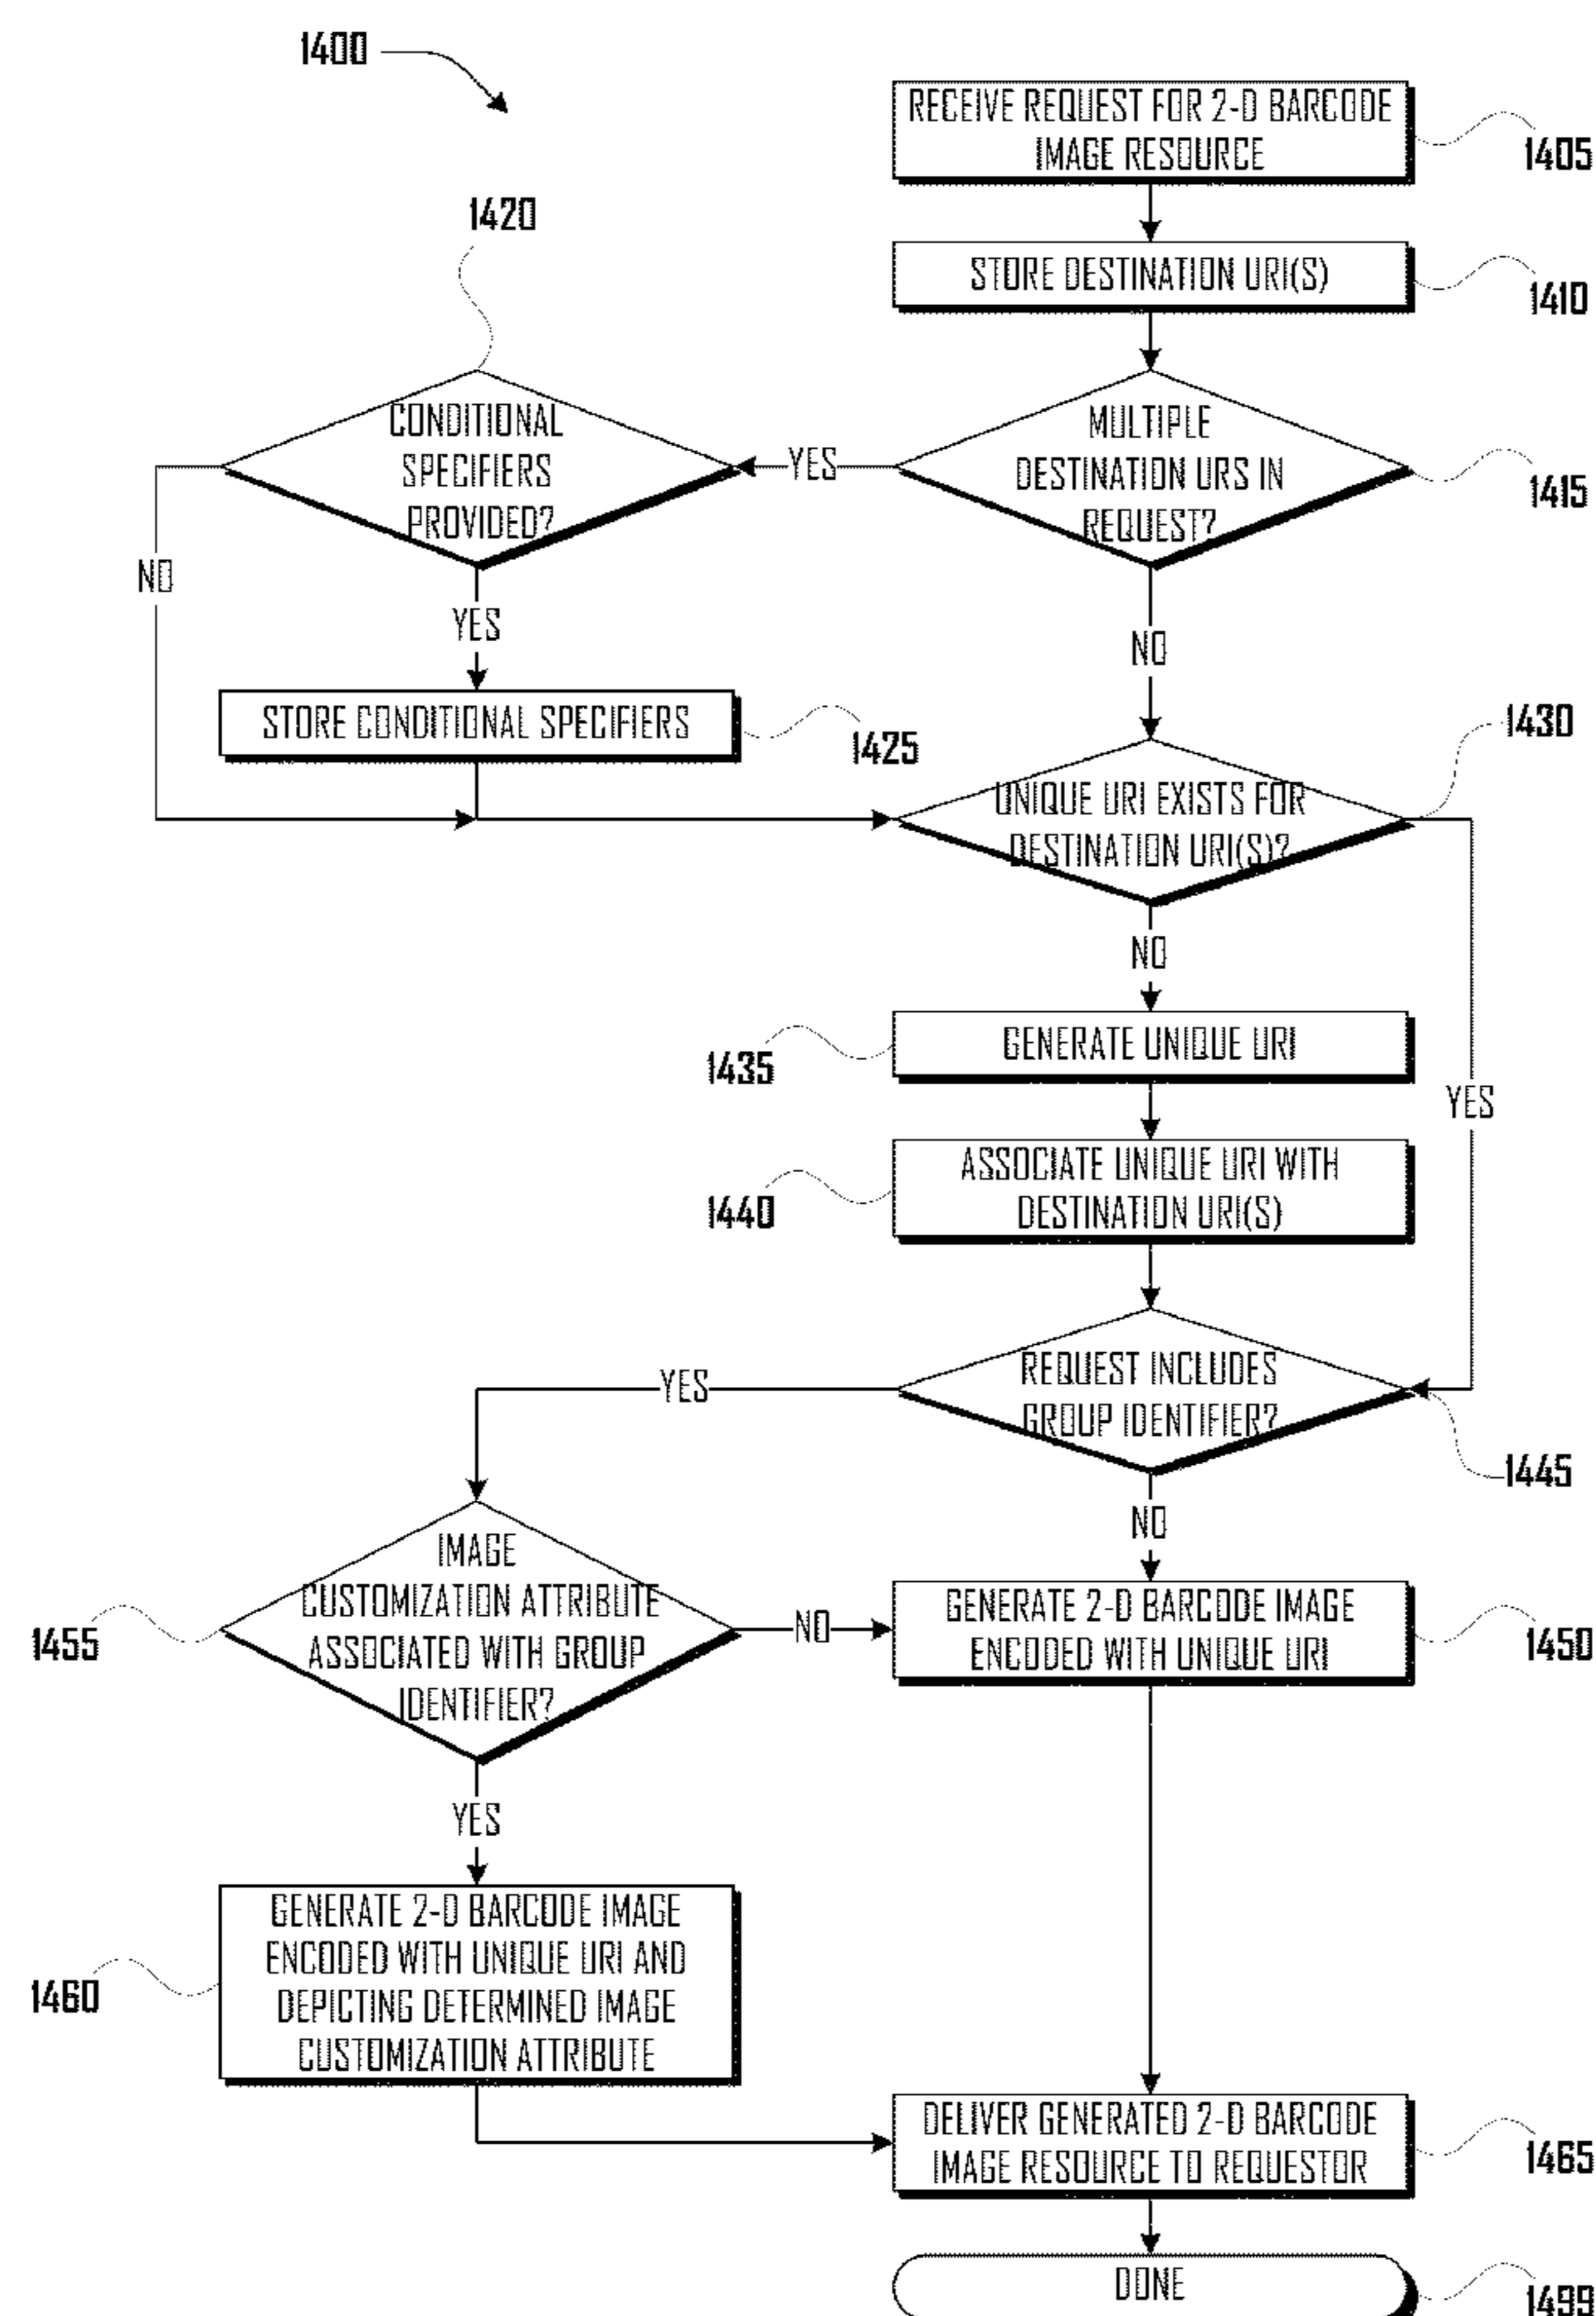 1400
RECEIVE REQUEST FOR 2-D BARCODE
IMAGE RESOURCE
1405
1420
STORE DESTINATION URI(S)
1410
CONDITIONAL
SPECIFIERS
PROVIDED?
YES
MULTIPLE
DESTINATION URS IN
REQUEST?
1415
NO
YES
NO
STORE CONDITIONAL SPECIFIERS
1425
1430
UNIQUE URI EXISTS FOR
DESTINATION URI(S)?
NO
GENERATE UNIQUE URI
1435
YES
ASSOCIATE UNIQUE URI WITH
DESTINATION URI(S)
1440
YES
REQUEST INCLUDES
GROUP IDENTIFIER?
1445
NO
IMAGE
CUSTOMIZATION ATTRIBUTE
ASSOCIATED WITH GROUP
IDENTIFIER?
1455
NO
GENERATE 2-D BARCODE IMAGE
ENCODED WITH UNIQUE URI
1450
YES
GENERATE 2-D BARCODE IMAGE
ENCODED WITH UNIQUE URI AND
DEPICTING DETERMINED IMAGE
CUSTOMIZATION ATTRIBUTE
1460
DELIVER GENERATED 2-D BARCODE
IMAGE RESOURCE TO REQUESTOR
1465
DONE
1499